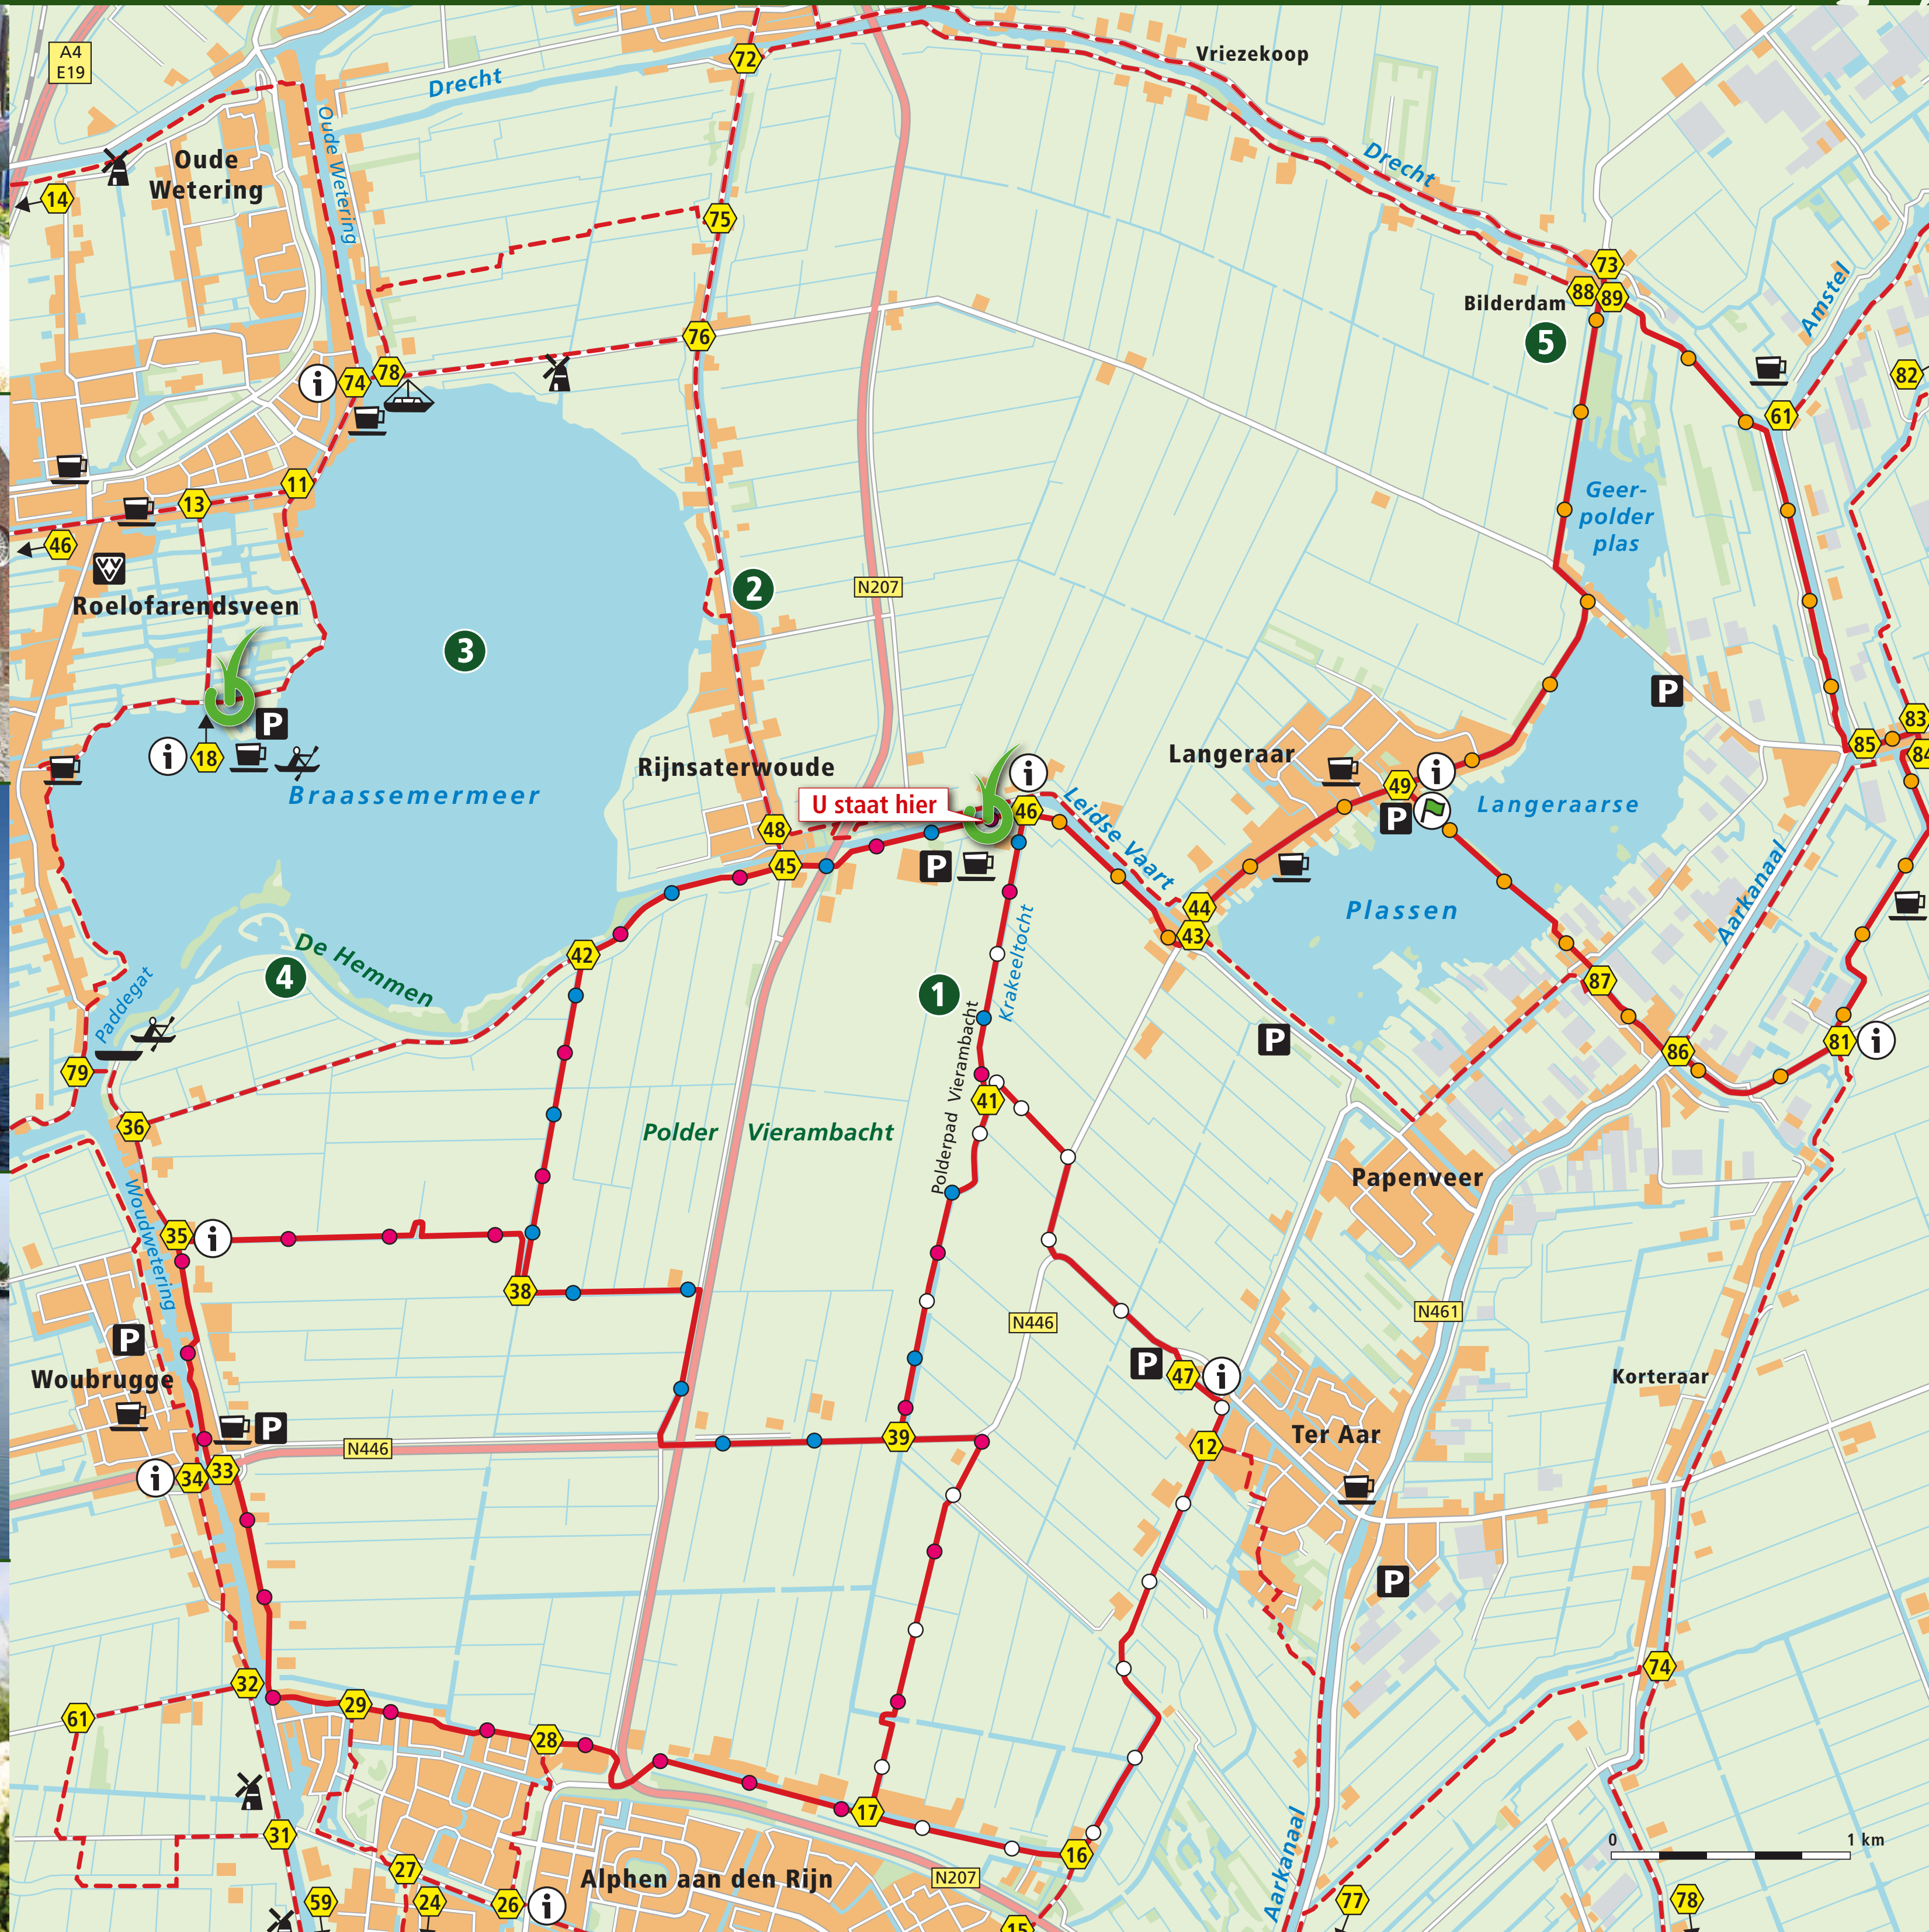 A4
E19
72
Vriezekoop
Drecht
Oude Wetering
Oude
Wetering
14
Drecht
75
73
88
89
Bilderdam
5
Amstel
76
78
74
i
82
61
11
13
46
Geer-
polder
plas
2
N207
Roelofarendsveen
3
P
P
i
18
83
85
84
Braassemermeer
Rijnsaterwoude
Langeraar
i
i
49
U staat hier
46
Leidse Vaart
P
Langeraarse
48
45
P
44
43
Plassen
Aarkanaal
Krakeeltocht
De Hemmen
42
4
1
87
Paddegat
P
81
i
86
79
41
36
Polder Vierambacht
Polderpad Vierambacht
Papenveer
Woudwetering
35
i
38
N446
N461
P
P
47
i
Woubrugge
Korteraar
P
39
Ter Aar
12
N446
i
34
33
P
32
74
61
29
28
17
31
16
0
1 km
27
Alphen aan den Rijn
N207
Aarkanaal
59
24
26
i
15
77
78